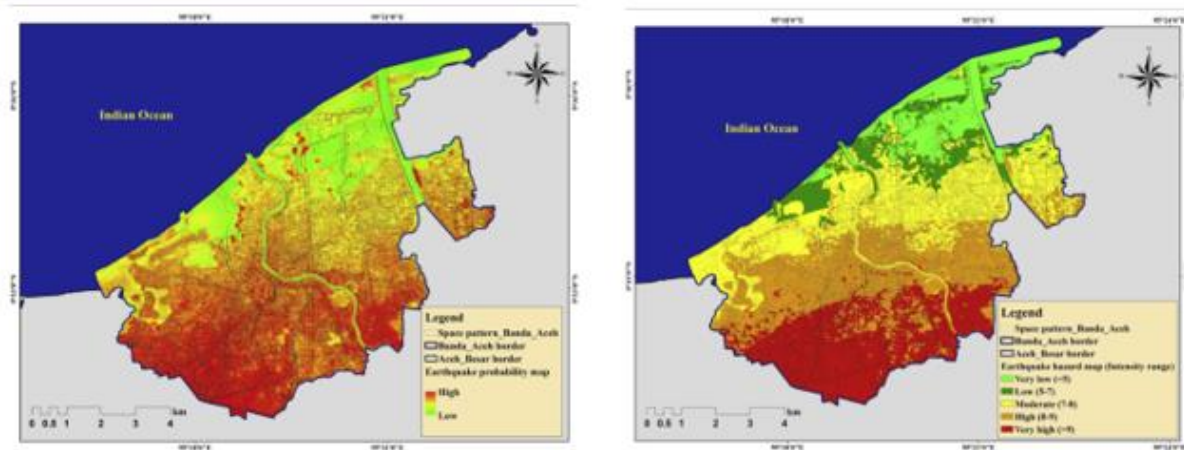 Indian Ocean
Legend
Space pattern_Banda_Aceh
Banda_Aceh border
Aceh_Besar border
Earthquake probability map
High
Low
0 0.5 1 2 3 4
km
Indian Ocean
Legend
Space pattern_Banda_Aceh
Banda_Aceh border
Aceh_Besar border
Earthquake hazard map (Intensity range)
Very low (<5)
Low (5-7)
Moderate (7-8)
High (8-9)
Very high (>9)
0 0.5 1 2 3 4
km